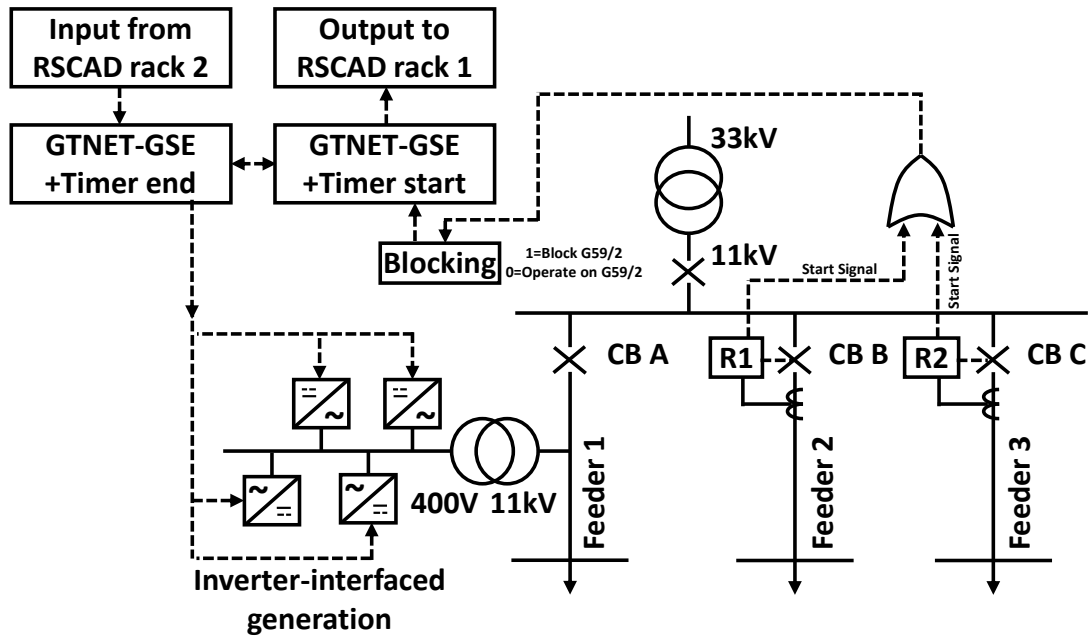 Input from
RSCAD rack 2
Output to
RSCAD rack 1
GTNET-GSE
+Timer end
GTNET-GSE
+Timer start
Blocking
1=Block G59/2
0=Operate on G59/2
33kV
11kV
Start Signal
Start Signal
CB A
R1
CB B
R2
CB C
400V
11kV
Feeder 1
Feeder 2
Feeder 3
Inverter-interfaced
generation